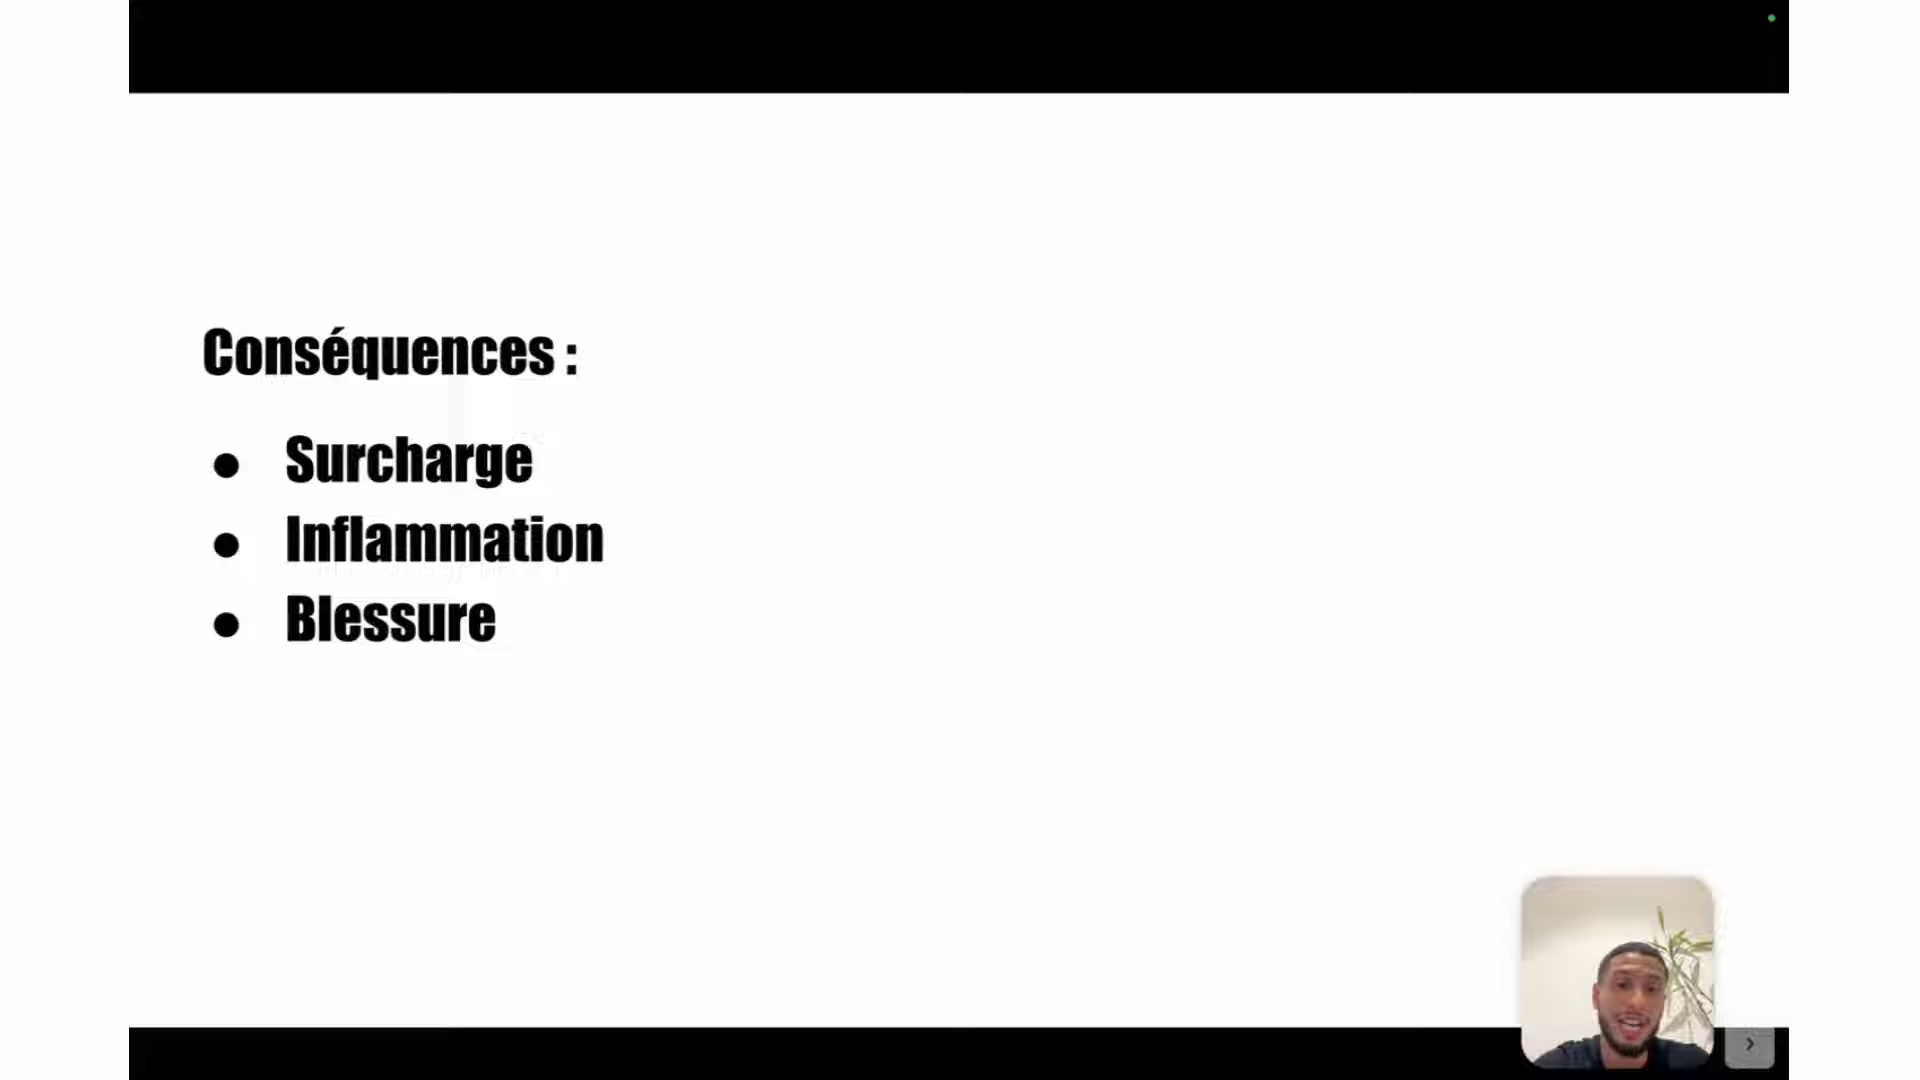 Conséquences :
● Surcharge
● Inflammation
● Blessure